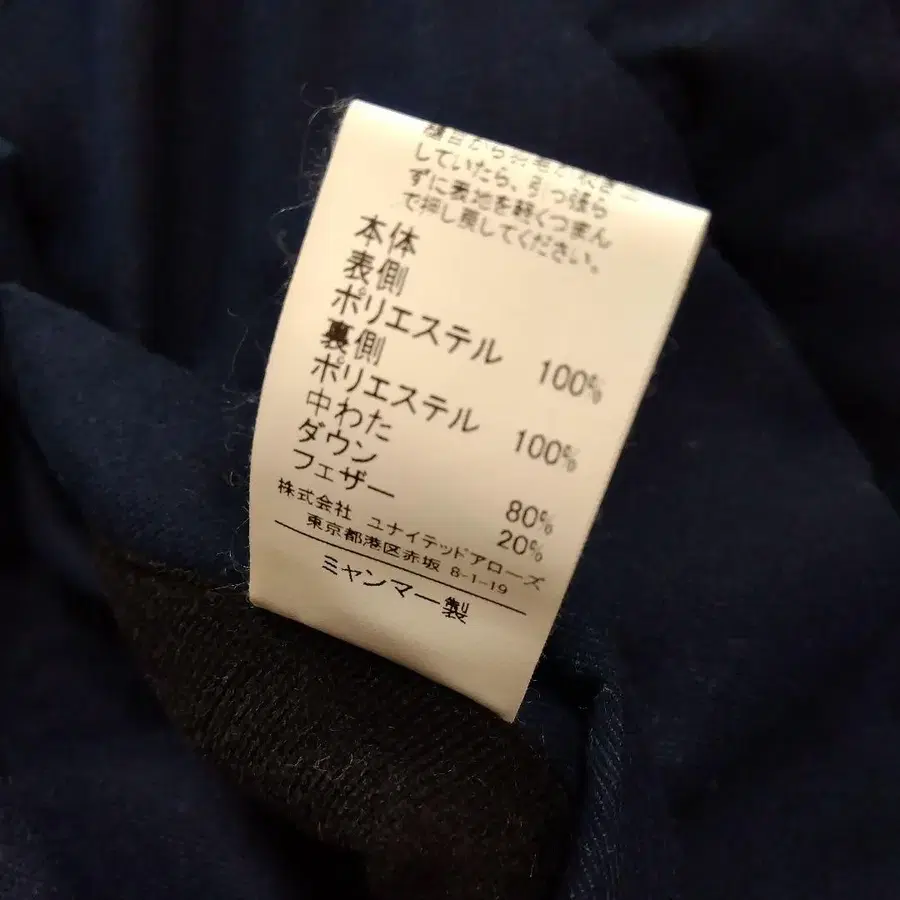 していたら、引っ張ら
ずに表地を軽くつまん
で押し戻してください。
本体
表側
ポリエステル 100%
裏側
ポリエステル 100%
中わた
ダウン 80%
フェザー 20%
株式会社 ユナイテッドアローズ
東京都港区赤坂 8-1-19
ミャンマー製